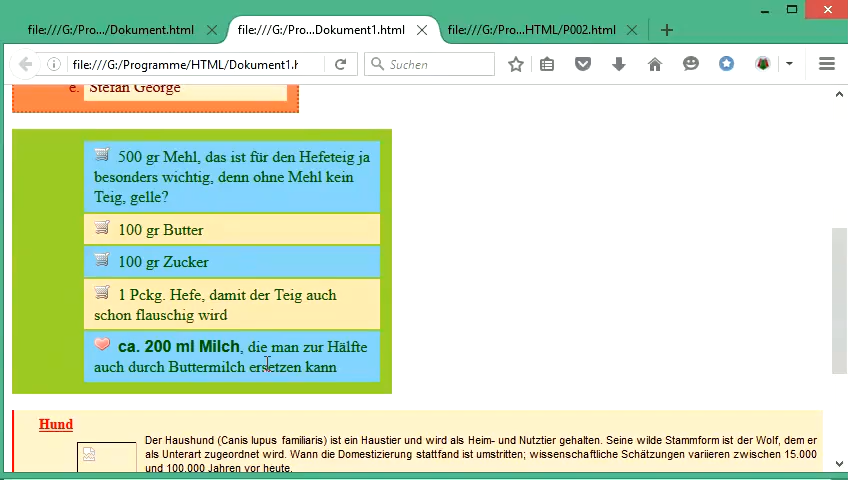 file:///G:/Pro.../Dokument.html
file:///G:/Pro...Dokument1.html
file:///G:/Pro...HTML/P002.html
file:///G:/Programme/HTML/Dokument1.h
Suchen
e. Stefan George
500 gr Mehl, das ist für den Hefeteig ja
besonders wichtig, denn ohne Mehl kein
Teig, gelle?
100 gr Butter
100 gr Zucker
1 Pckg. Hefe, damit der Teig auch
schon flauschig wird
ca. 200 ml Milch, die man zur Hälfte
auch durch Buttermilch ersetzen kann
Hund
Der Haushund (Canis lupus familiaris) ist ein Haustier und wird als Heim- und Nutztier gehalten. Seine wilde Stammform ist der Wolf, dem er
als Unterart zugeordnet wird. Wann die Domestizierung stattfand ist umstritten; wissenschaftliche Schätzungen variieren zwischen 15.000
und 100.000 Jahren vor heute.